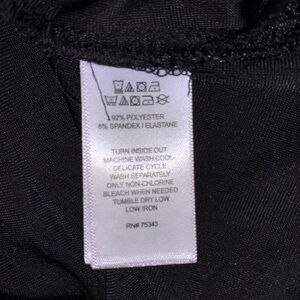 92% POLYESTER
8% SPANDEX / ELASTANE
TURN INSIDE OUT
MACHINE WASH COOL-
DELICATE CYCLE
WASH SEPARATELY
ONLY NON-CHLORINE
BLEACH WHEN NEEDED
TUMBLE DRY LOW
LOW IRON
RN# 75343